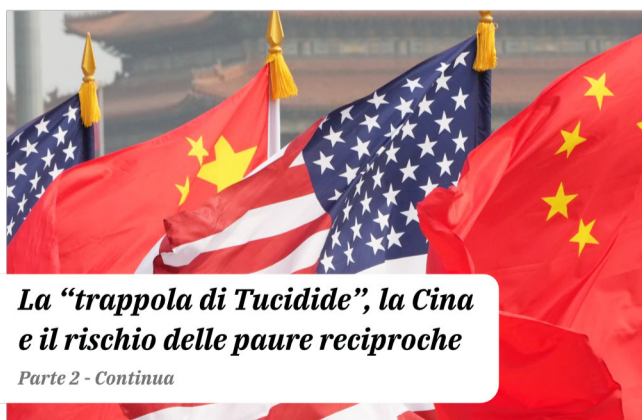 La “trappola di Tucidide”, la Cina
e il rischio delle paure reciproche
Parte 2 - Continua